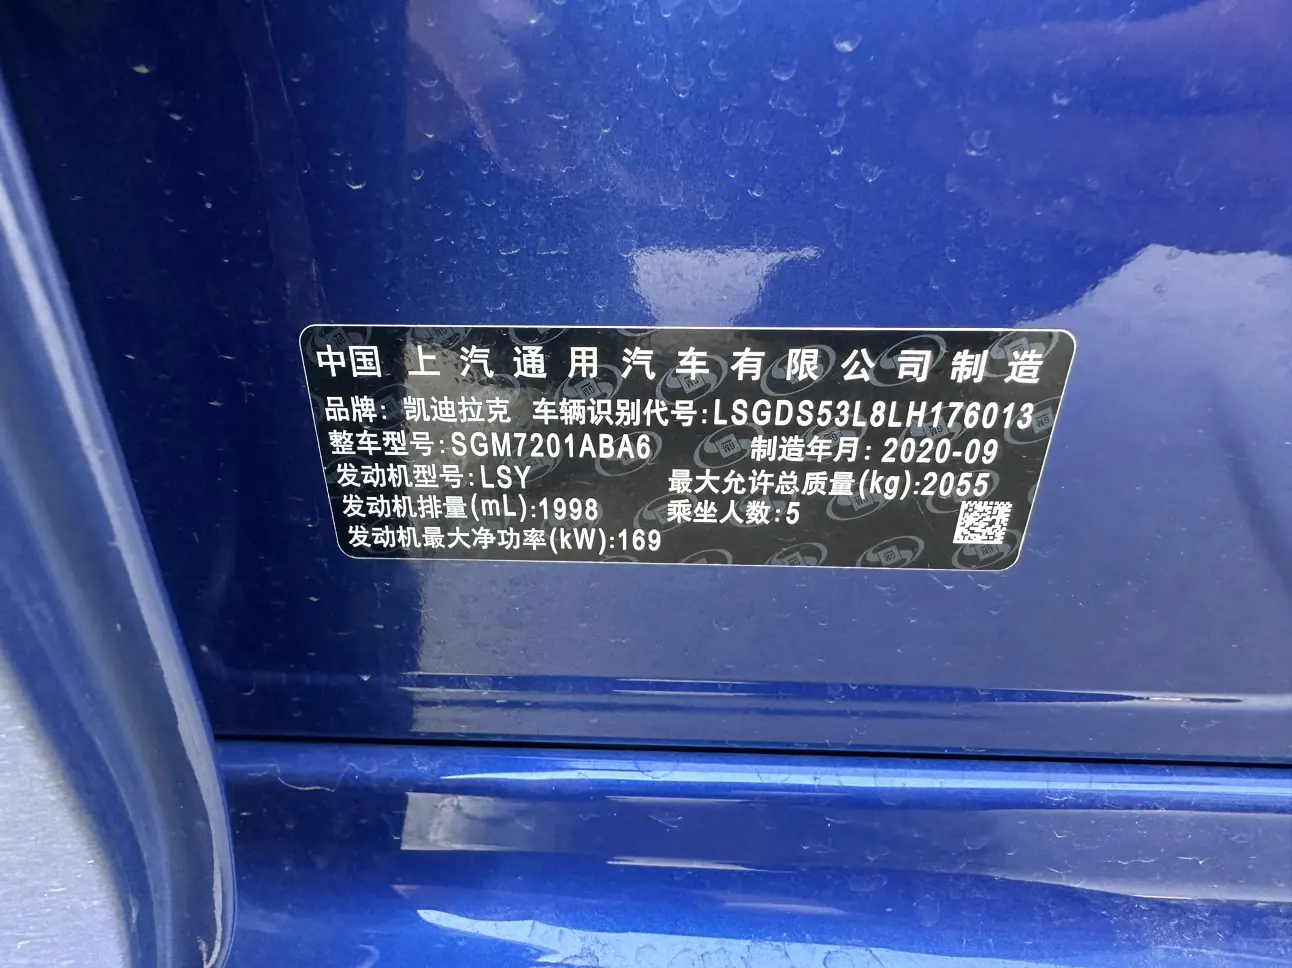 中国 上汽通用汽车有限公司制造
品牌: 凯迪拉克 车辆识别代号:LSGDS53L8LH176013
整车型号:SGM7201ABA6 制造年月: 2020-09
发动机型号:LSY 最大允许总质量(kg):2055
发动机排量(mL):1998 乘坐人数:5
发动机最大净功率(kW):169